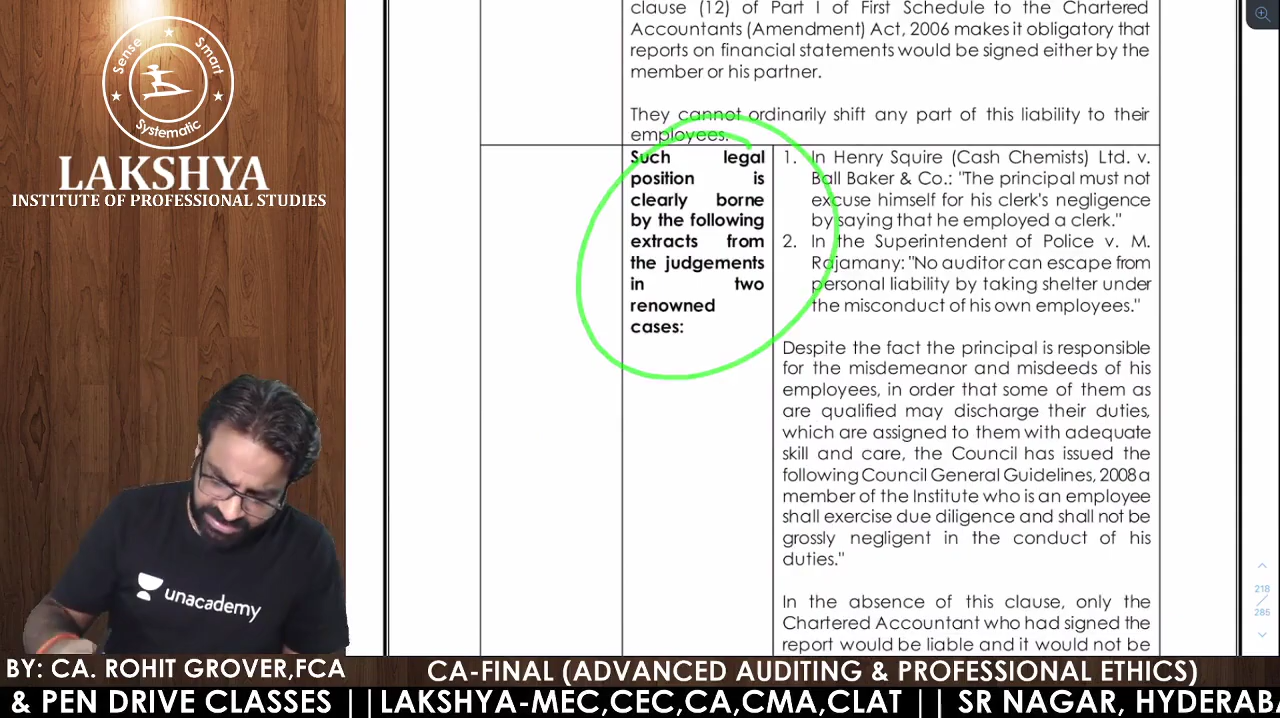 Sense
Smart
Systematic
LAKSHYA
INSTITUTE OF PROFESSIONAL STUDIES
unacademy
clause (12) of Part I of First Schedule to the Chartered
Accountants (Amendment) Act, 2006 makes it obligatory that
reports on financial statements would be signed either by the
member or his partner.
They cannot ordinarily shift any part of this liability to their
employees.
Such legal
position is
clearly borne
by the following
extracts from
the judgements
in two
renowned
cases:
1. In Henry Squire (Cash Chemists) Ltd. v.
Ball Baker & Co.: "The principal must not
excuse himself for his clerk's negligence
by saying that he employed a clerk."
2. In the Superintendent of Police v. M.
Rajamany: "No auditor can escape from
personal liability by taking shelter under
the misconduct of his own employees."
Despite the fact the principal is responsible
for the misdemeanor and misdeeds of his
employees, in order that some of them as
are qualified may discharge their duties,
which are assigned to them with adequate
skill and care, the Council has issued the
following Council General Guidelines, 2008 a
member of the Institute who is an employee
shall exercise due diligence and shall not be
grossly negligent in the conduct of his
duties."
In the absence of this clause, only the
Chartered Accountant who had signed the
report would be liable and it would not be
218
285
BY: CA. ROHIT GROVER,FCA
CA-FINAL (ADVANCED AUDITING & PROFESSIONAL ETHICS)
& PEN DRIVE CLASSES ||LAKSHYA-MEC,CEC,CA,CMA,CLAT || SR NAGAR, HYDERABA